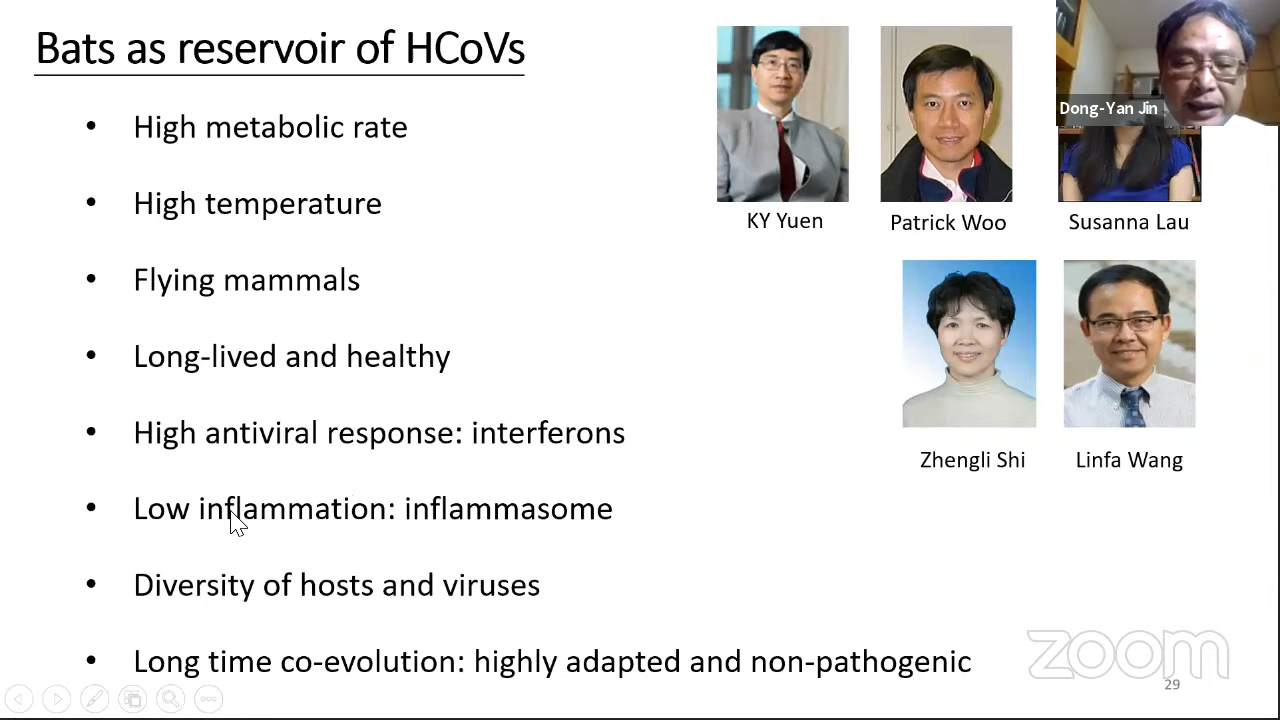 Bats as reservoir of HCoVs
• High metabolic rate
• High temperature
• Flying mammals
• Long-lived and healthy
• High antiviral response: interferons
• Low inflammation: inflammasome
• Diversity of hosts and viruses
• Long time co-evolution: highly adapted and non-pathogenic
Dong-Yan Jin
KY Yuen
Patrick Woo
Susanna Lau
Zhengli Shi
Linfa Wang
zoom
29